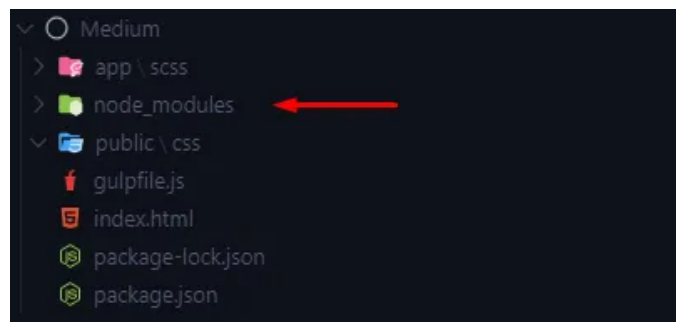 Medium
app \ scss
node_modules
public \ css
gulpfile.js
index.html
package-lock.json
package.json